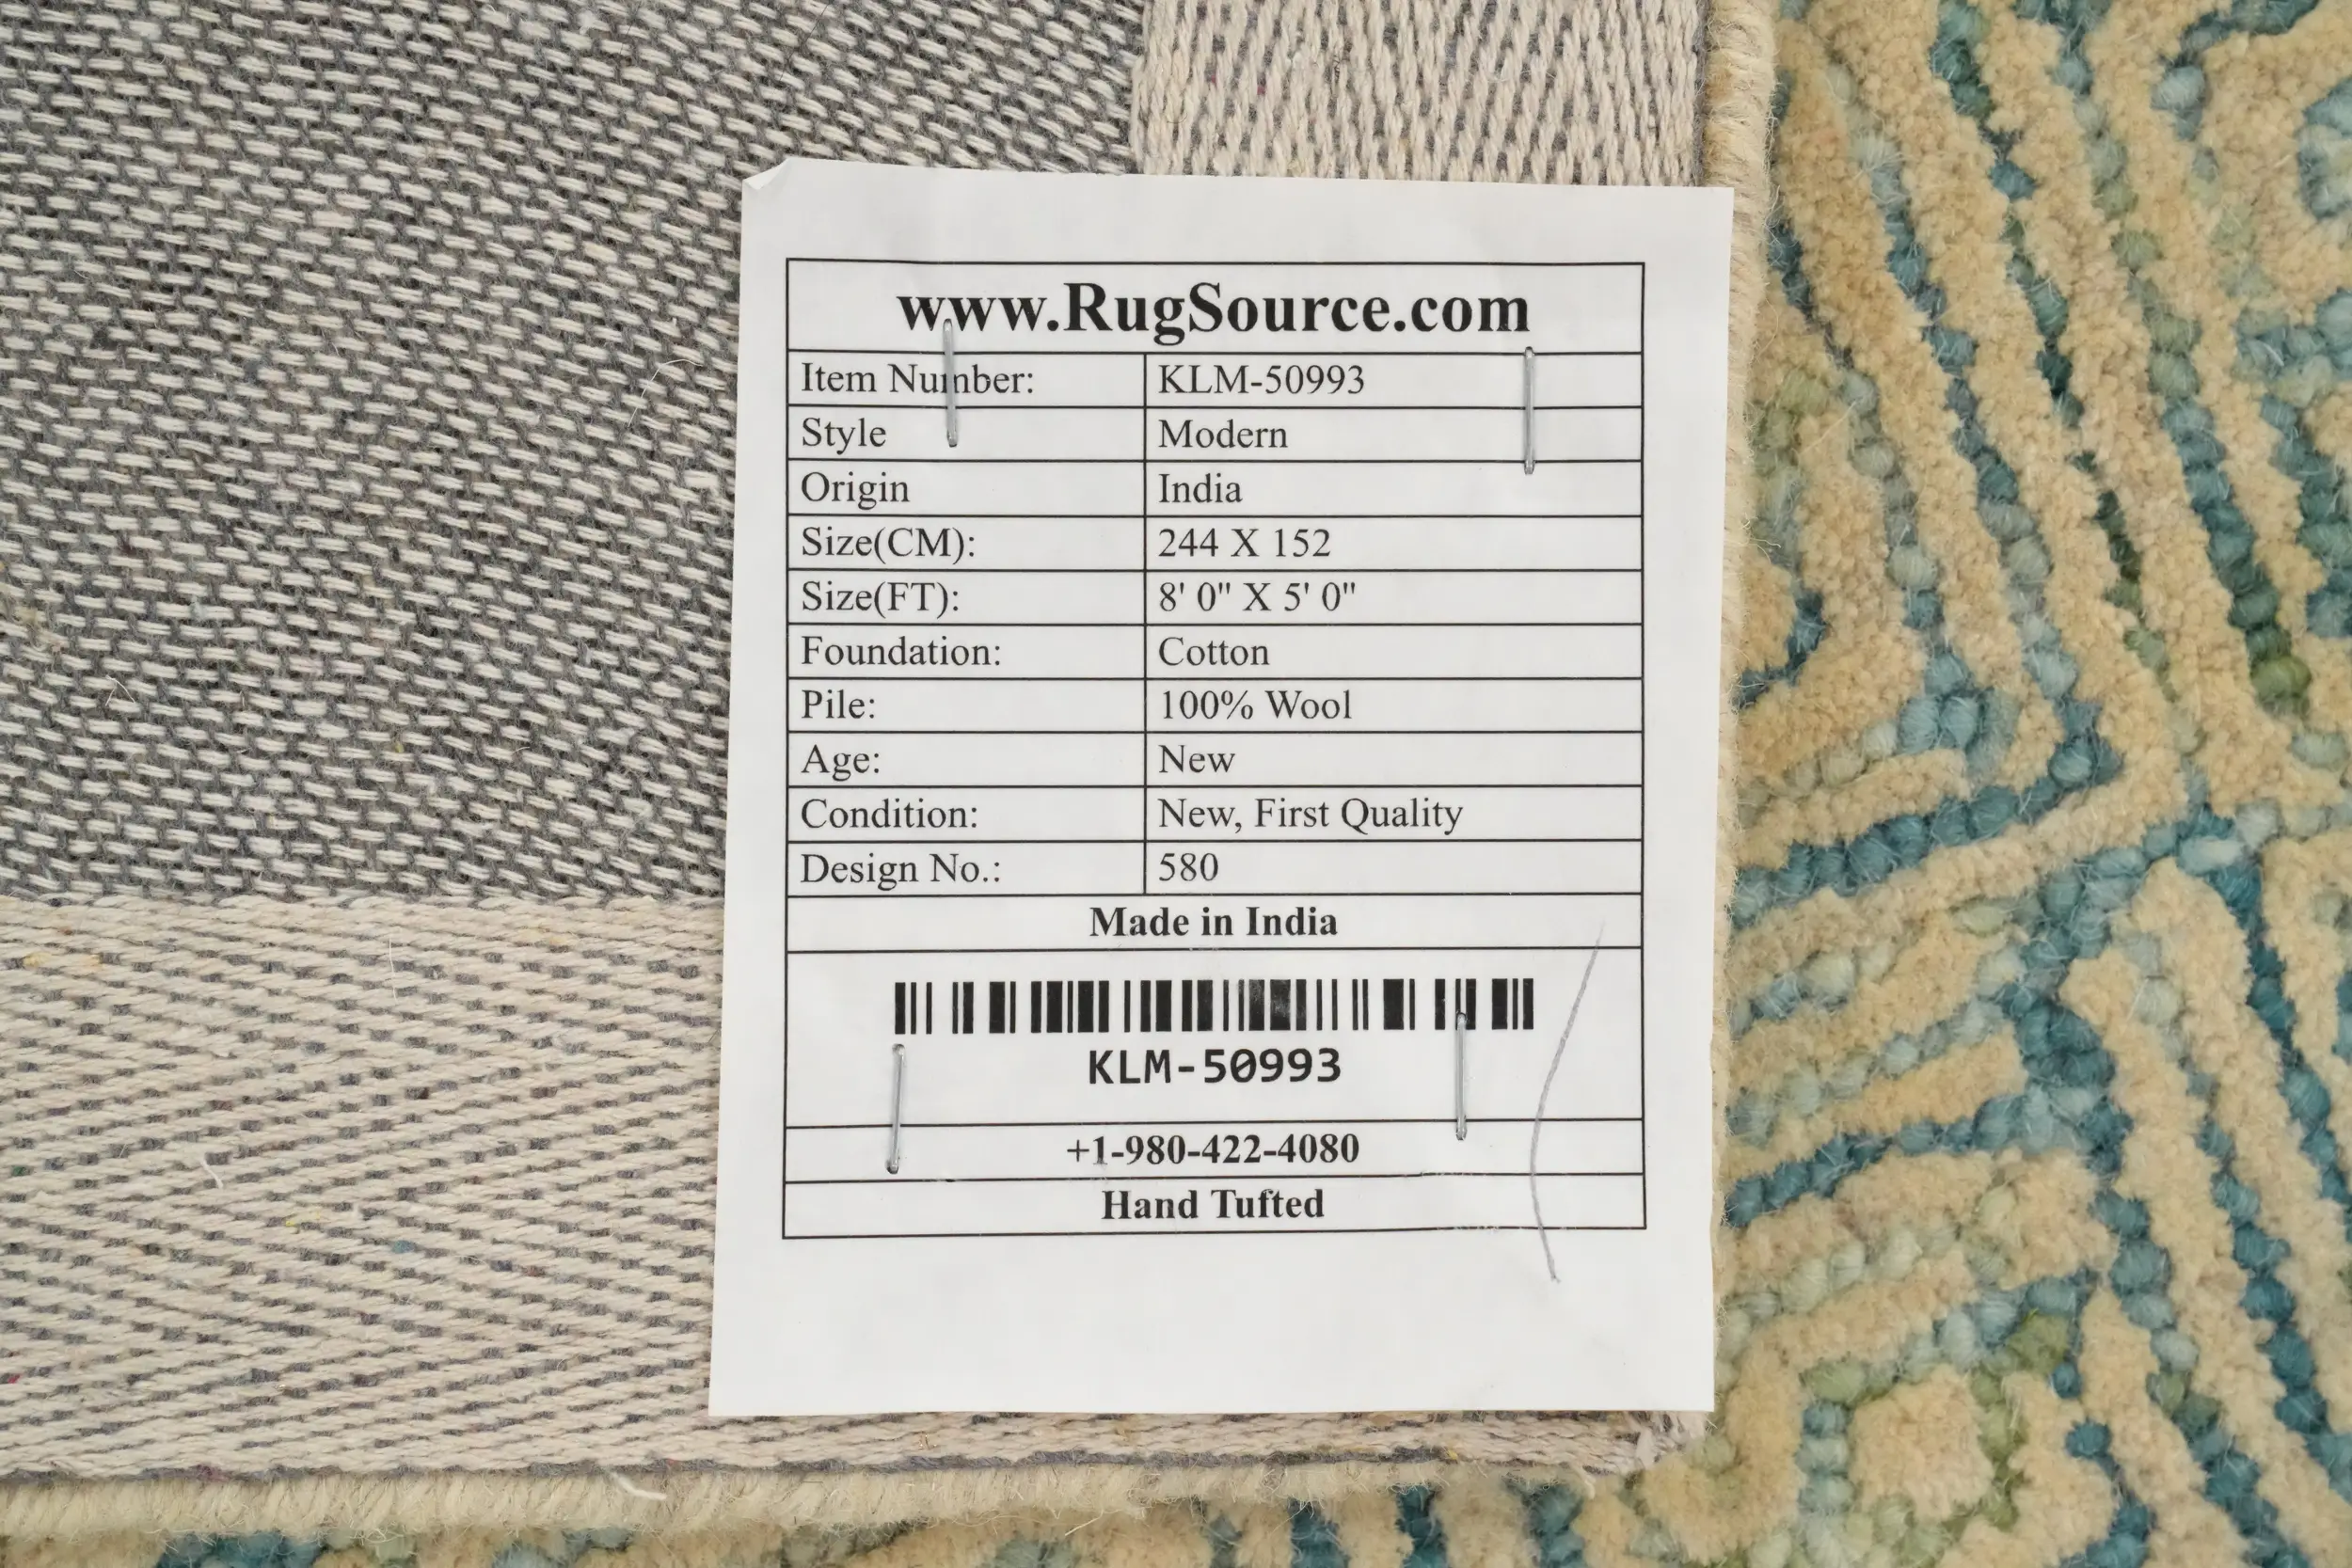 www.RugSource.com
Item Number: KLM-50993
Style Modern
Origin India
Size(CM): 244 X 152
Size(FT): 8' 0" X 5' 0"
Foundation: Cotton
Pile: 100% Wool
Age: New
Condition: New, First Quality
Design No.: 580
Made in India
KLM-50993
+1-980-422-4080
Hand Tufted